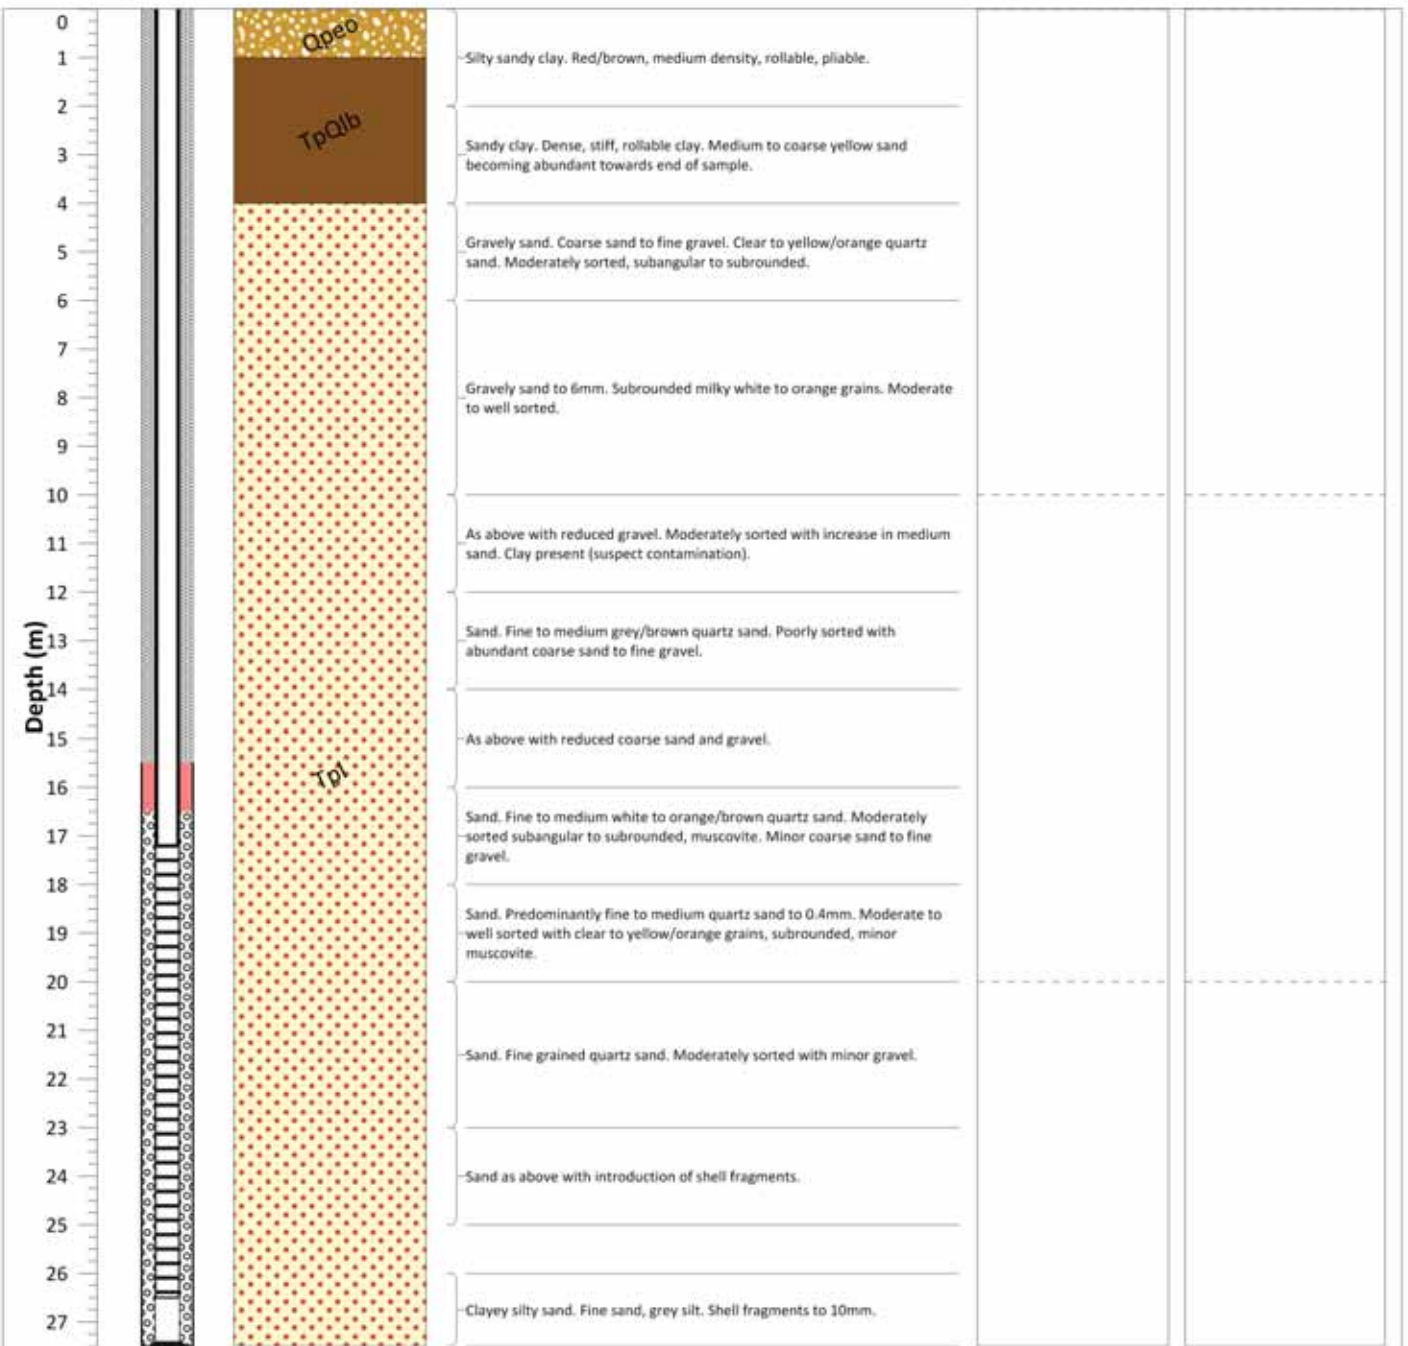 0
1
2
3
4
5
6
7
8
9
10
11
12
13
14
15
16
17
18
19
20
21
22
23
24
25
26
27
Depth (m)
Qpeo
TpQlb
Tpl
Silty sandy clay. Red/brown, medium density, rollable, pliable.
Sandy clay. Dense, stiff, rollable clay. Medium to coarse yellow sand
becoming abundant towards end of sample.
Gravely sand. Coarse sand to fine gravel. Clear to yellow/orange quartz
sand. Moderately sorted, subangular to subrounded.
Gravely sand to 6mm. Subrounded milky white to orange grains. Moderate
to well sorted.
As above with reduced gravel. Moderately sorted with increase in medium
sand. Clay present (suspect contamination).
Sand. Fine to medium grey/brown quartz sand. Poorly sorted with
abundant coarse sand to fine gravel.
As above with reduced coarse sand and gravel.
Sand. Fine to medium white to orange/brown quartz sand. Moderately
sorted subangular to subrounded, muscovite. Minor coarse sand to fine
gravel.
Sand. Predominantly fine to medium quartz sand to 0.4mm. Moderate to
well sorted with clear to yellow/orange grains, subrounded, minor
muscovite.
Sand. Fine grained quartz sand. Moderately sorted with minor gravel.
Sand as above with introduction of shell fragments.
Clayey silty sand. Fine sand, grey silt. Shell fragments to 10mm.